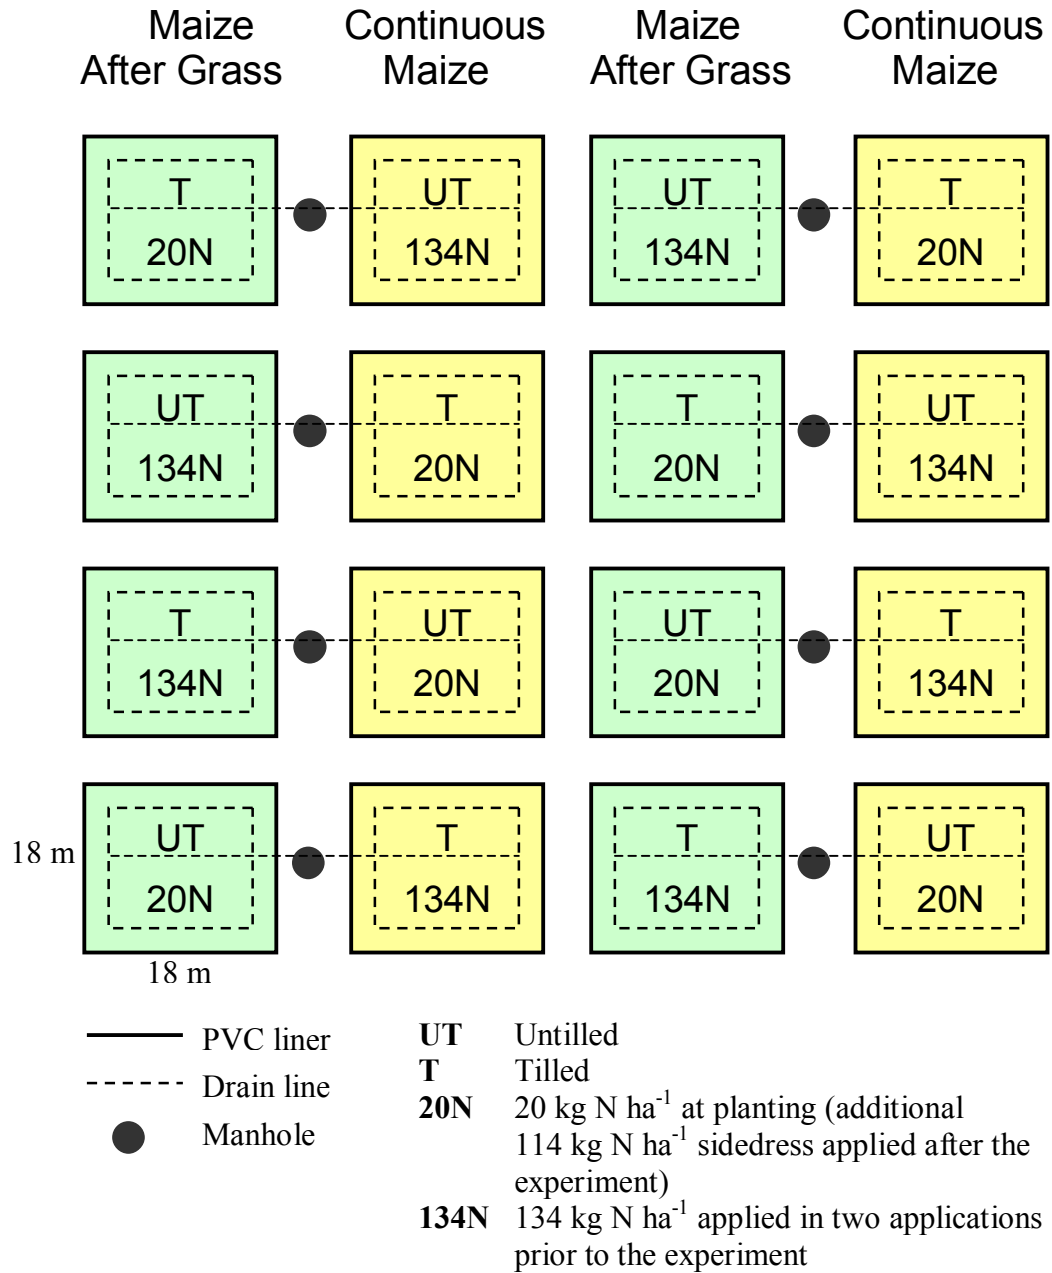 Maize After Grass
Continuous Maize
Maize After Grass
Continuous Maize
T
20N
UT
134N
UT
134N
T
20N
UT
134N
T
20N
T
20N
UT
134N
T
134N
UT
20N
UT
20N
T
134N
UT
20N
T
134N
T
134N
UT
20N
18 m
18 m
PVC liner
Drain line
Manhole
UT Untilled
T Tilled
20N 20 kg N ha⁻¹ at planting (additional
114 kg N ha⁻¹ sidedress applied after the
experiment)
134N 134 kg N ha⁻¹ applied in two applications
prior to the experiment